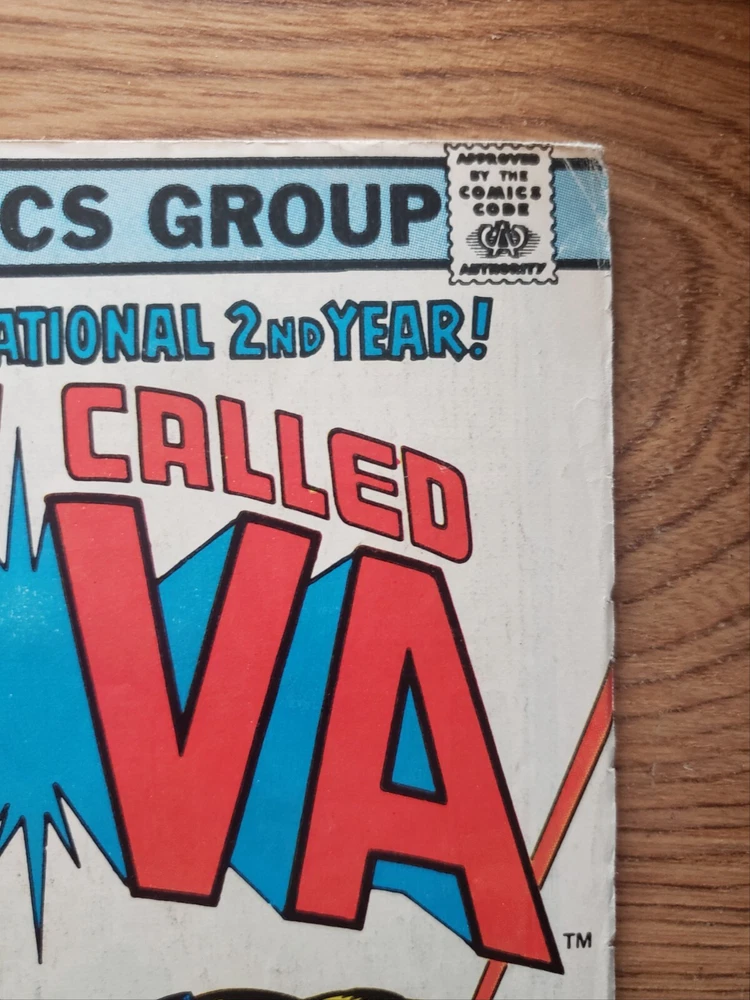 CS GROUP
APPROVED
BY THE
COMICS
CODE
AUTHORITY
ATIONAL 2ND YEAR!
CALLED
VA
TM